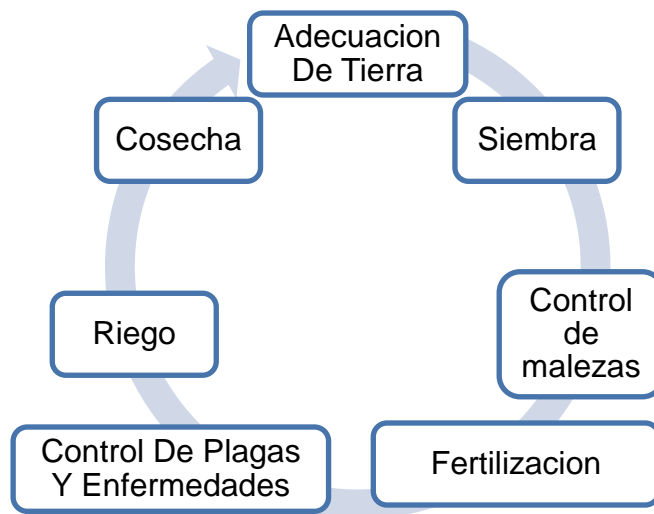 Adecuacion
De Tierra
Siembra
Control
de
malezas
Fertilizacion
Control De Plagas
Y Enfermedades
Riego
Cosecha